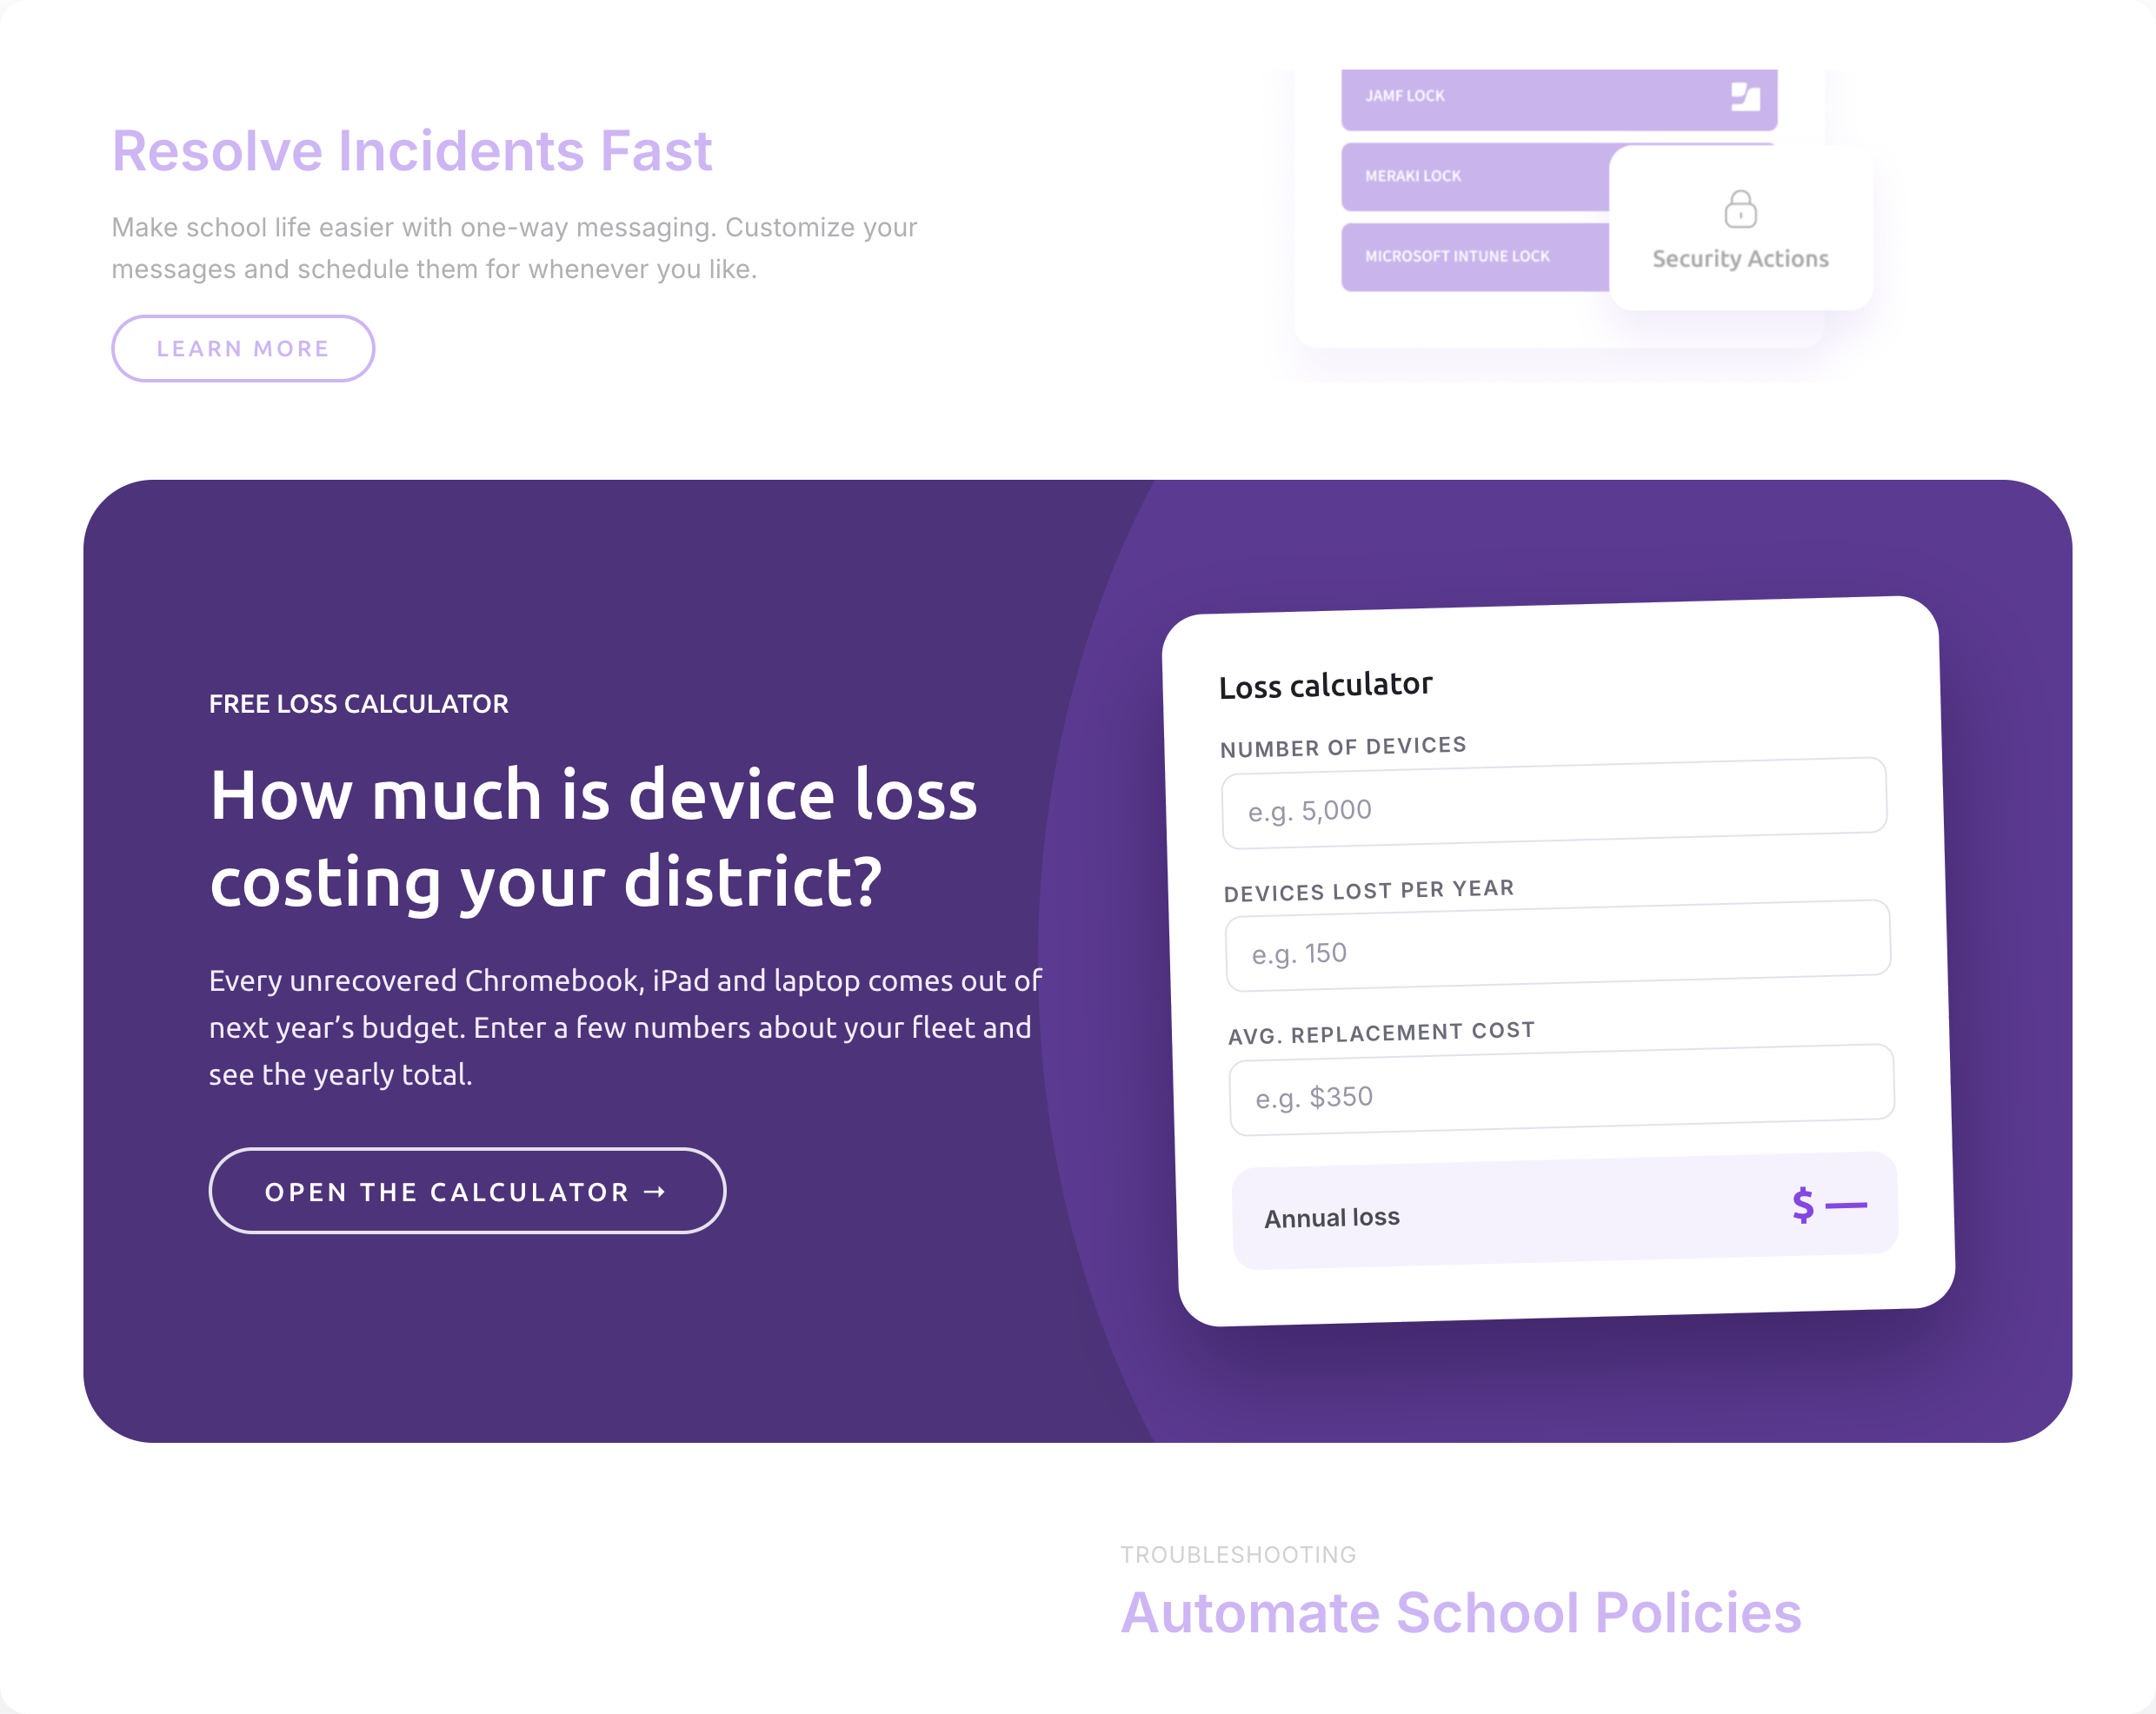 Resolve Incidents Fast
Make school life easier with one-way messaging. Customize your
messages and schedule them for whenever you like.
LEARN MORE
JAMF LOCK
MERAKI LOCK
MICROSOFT INTUNE LOCK
Security Actions
FREE LOSS CALCULATOR
How much is device loss
costing your district?
Every unrecovered Chromebook, iPad and laptop comes out of
next year’s budget. Enter a few numbers about your fleet and
see the yearly total.
OPEN THE CALCULATOR →
Loss calculator
NUMBER OF DEVICES
e.g. 5,000
DEVICES LOST PER YEAR
e.g. 150
AVG. REPLACEMENT COST
e.g. $350
Annual loss $ —
TROUBLESHOOTING
Automate School Policies